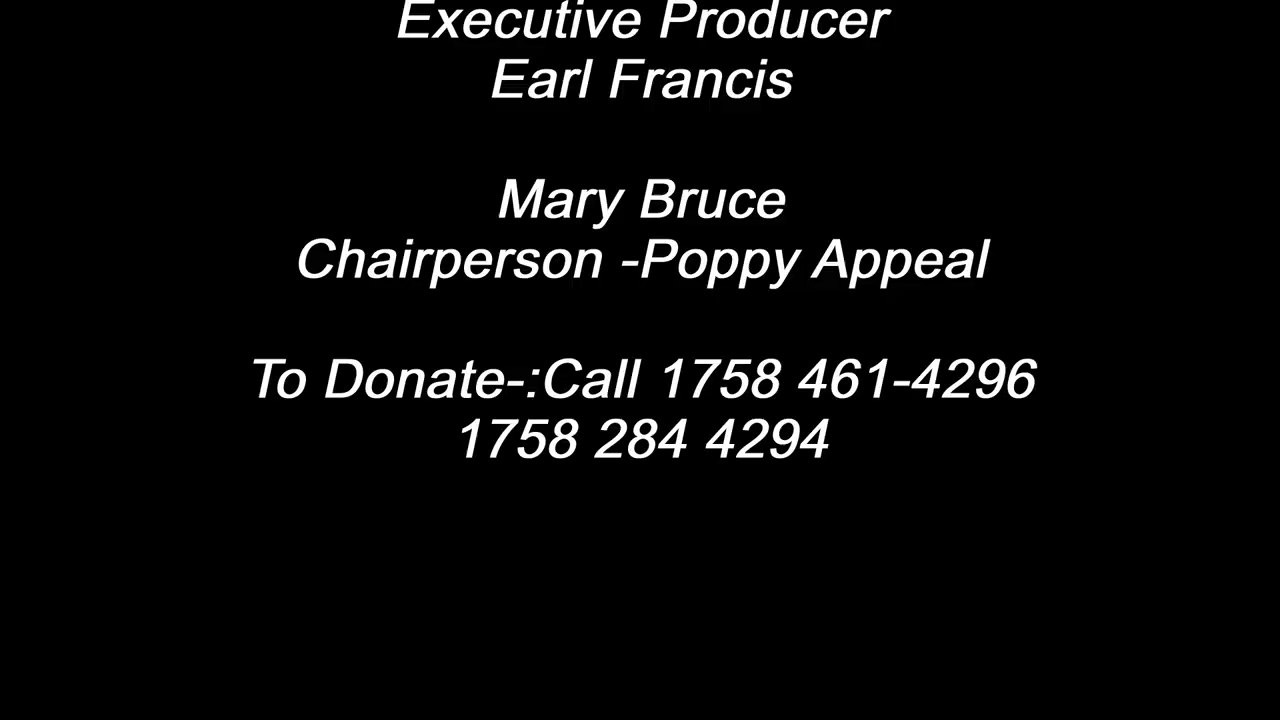 Executive Producer
Earl Francis
Mary Bruce
Chairperson -Poppy Appeal
To Donate-:Call 1758 461-4296
1758 284 4294